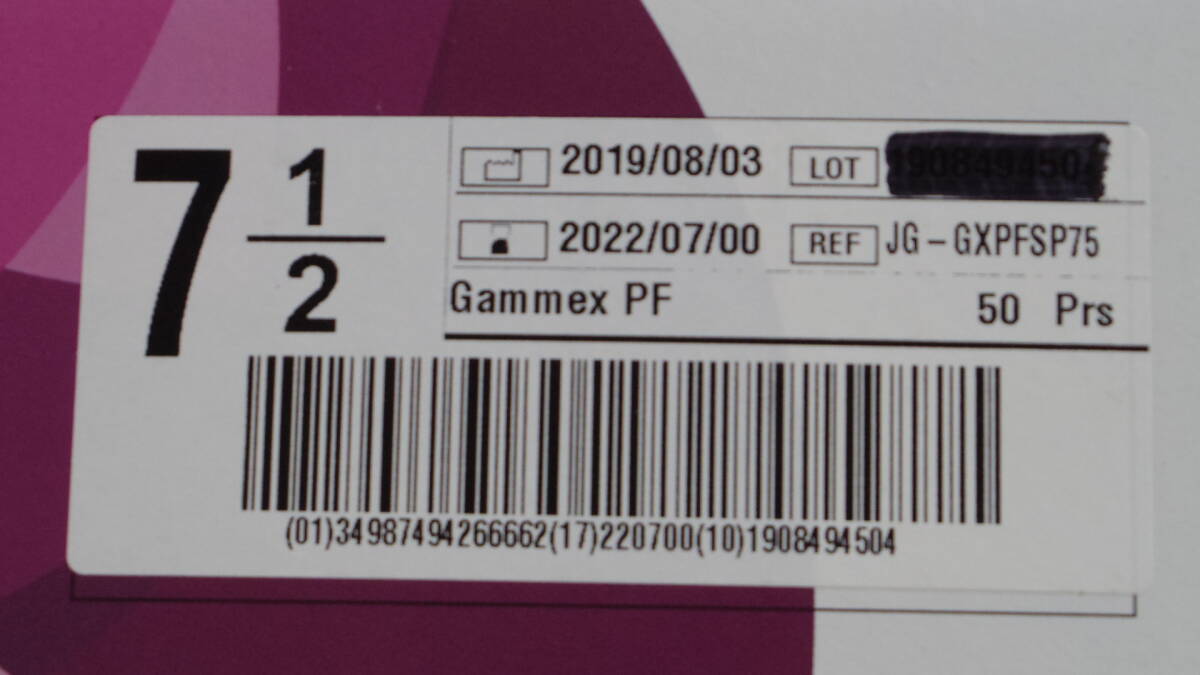 7 1/2
2019/08/03 LOT 1908494504
2022/07/00 REF JG-GXPFSP75
Gammex PF 50 Prs
(01)34987494266662(17)220700(10)1908494504